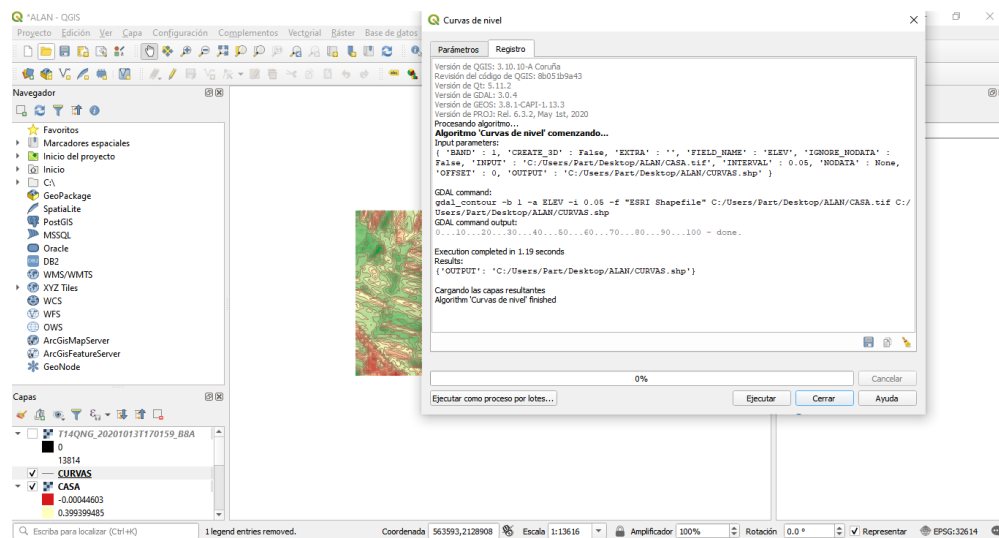 *ALAN - QGIS
Proyecto Edición Ver Capa Configuración Complementos Vectorial Ráster Base de datos
Navegador
Favoritos
Marcadores espaciales
Inicio del proyecto
Inicio
C:\
GeoPackage
SpatiaLite
PostGIS
MSSQL
Oracle
DB2
WMS/WMTS
XYZ Tiles
WCS
WFS
OWS
ArcGisMapServer
ArcGisFeatureServer
GeoNode
Capas
T14QNG_20201013T170159_B8A
0
13814
CURVAS
CASA
-0.00044603
0.399399485
Curvas de nivel
Parámetros Registro
Versión de QGIS: 3.10.10-A Coruña
Revisión del código de QGIS: 8b051b9a43
Versión de Qt: 5.11.2
Versión de GDAL: 3.0.4
Versión de GEOS: 3.8.1-CAPI-1.13.3
Versión de PROJ: Rel. 6.3.2, May 1st, 2020
Procesando algoritmo...
Algoritmo 'Curvas de nivel' comenzando...
Input parameters:
{ 'BAND' : 1, 'CREATE_3D' : False, 'EXTRA' : '', 'FIELD_NAME' : 'ELEV', 'IGNORE_NODATA' :
False, 'INPUT' : 'C:/Users/Part/Desktop/ALAN/CASA.tif', 'INTERVAL' : 0.05, 'NODATA' : None,
'OFFSET' : 0, 'OUTPUT' : 'C:/Users/Part/Desktop/ALAN/CURVAS.shp' }
GDAL command:
gdal_contour -b 1 -a ELEV -i 0.05 -f "ESRI Shapefile" C:/Users/Part/Desktop/ALAN/CASA.tif C:/
Users/Part/Desktop/ALAN/CURVAS.shp
GDAL command output:
0...10...20...30...40...50...60...70...80...90...100 - done.
Execution completed in 1.19 seconds
Results:
{'OUTPUT': 'C:/Users/Part/Desktop/ALAN/CURVAS.shp'}
Cargando las capas resultantes
Algorithm 'Curvas de nivel' finished
0% Cancelar
Ejecutar como proceso por lotes... Ejecutar Cerrar Ayuda
Escriba para localizar (Ctrl+K) 1 legend entries removed. Coordenada 563593,2128908 Escala 1:13616 Amplificador 100% Rotación 0.0 ° Representar EPSG:32614